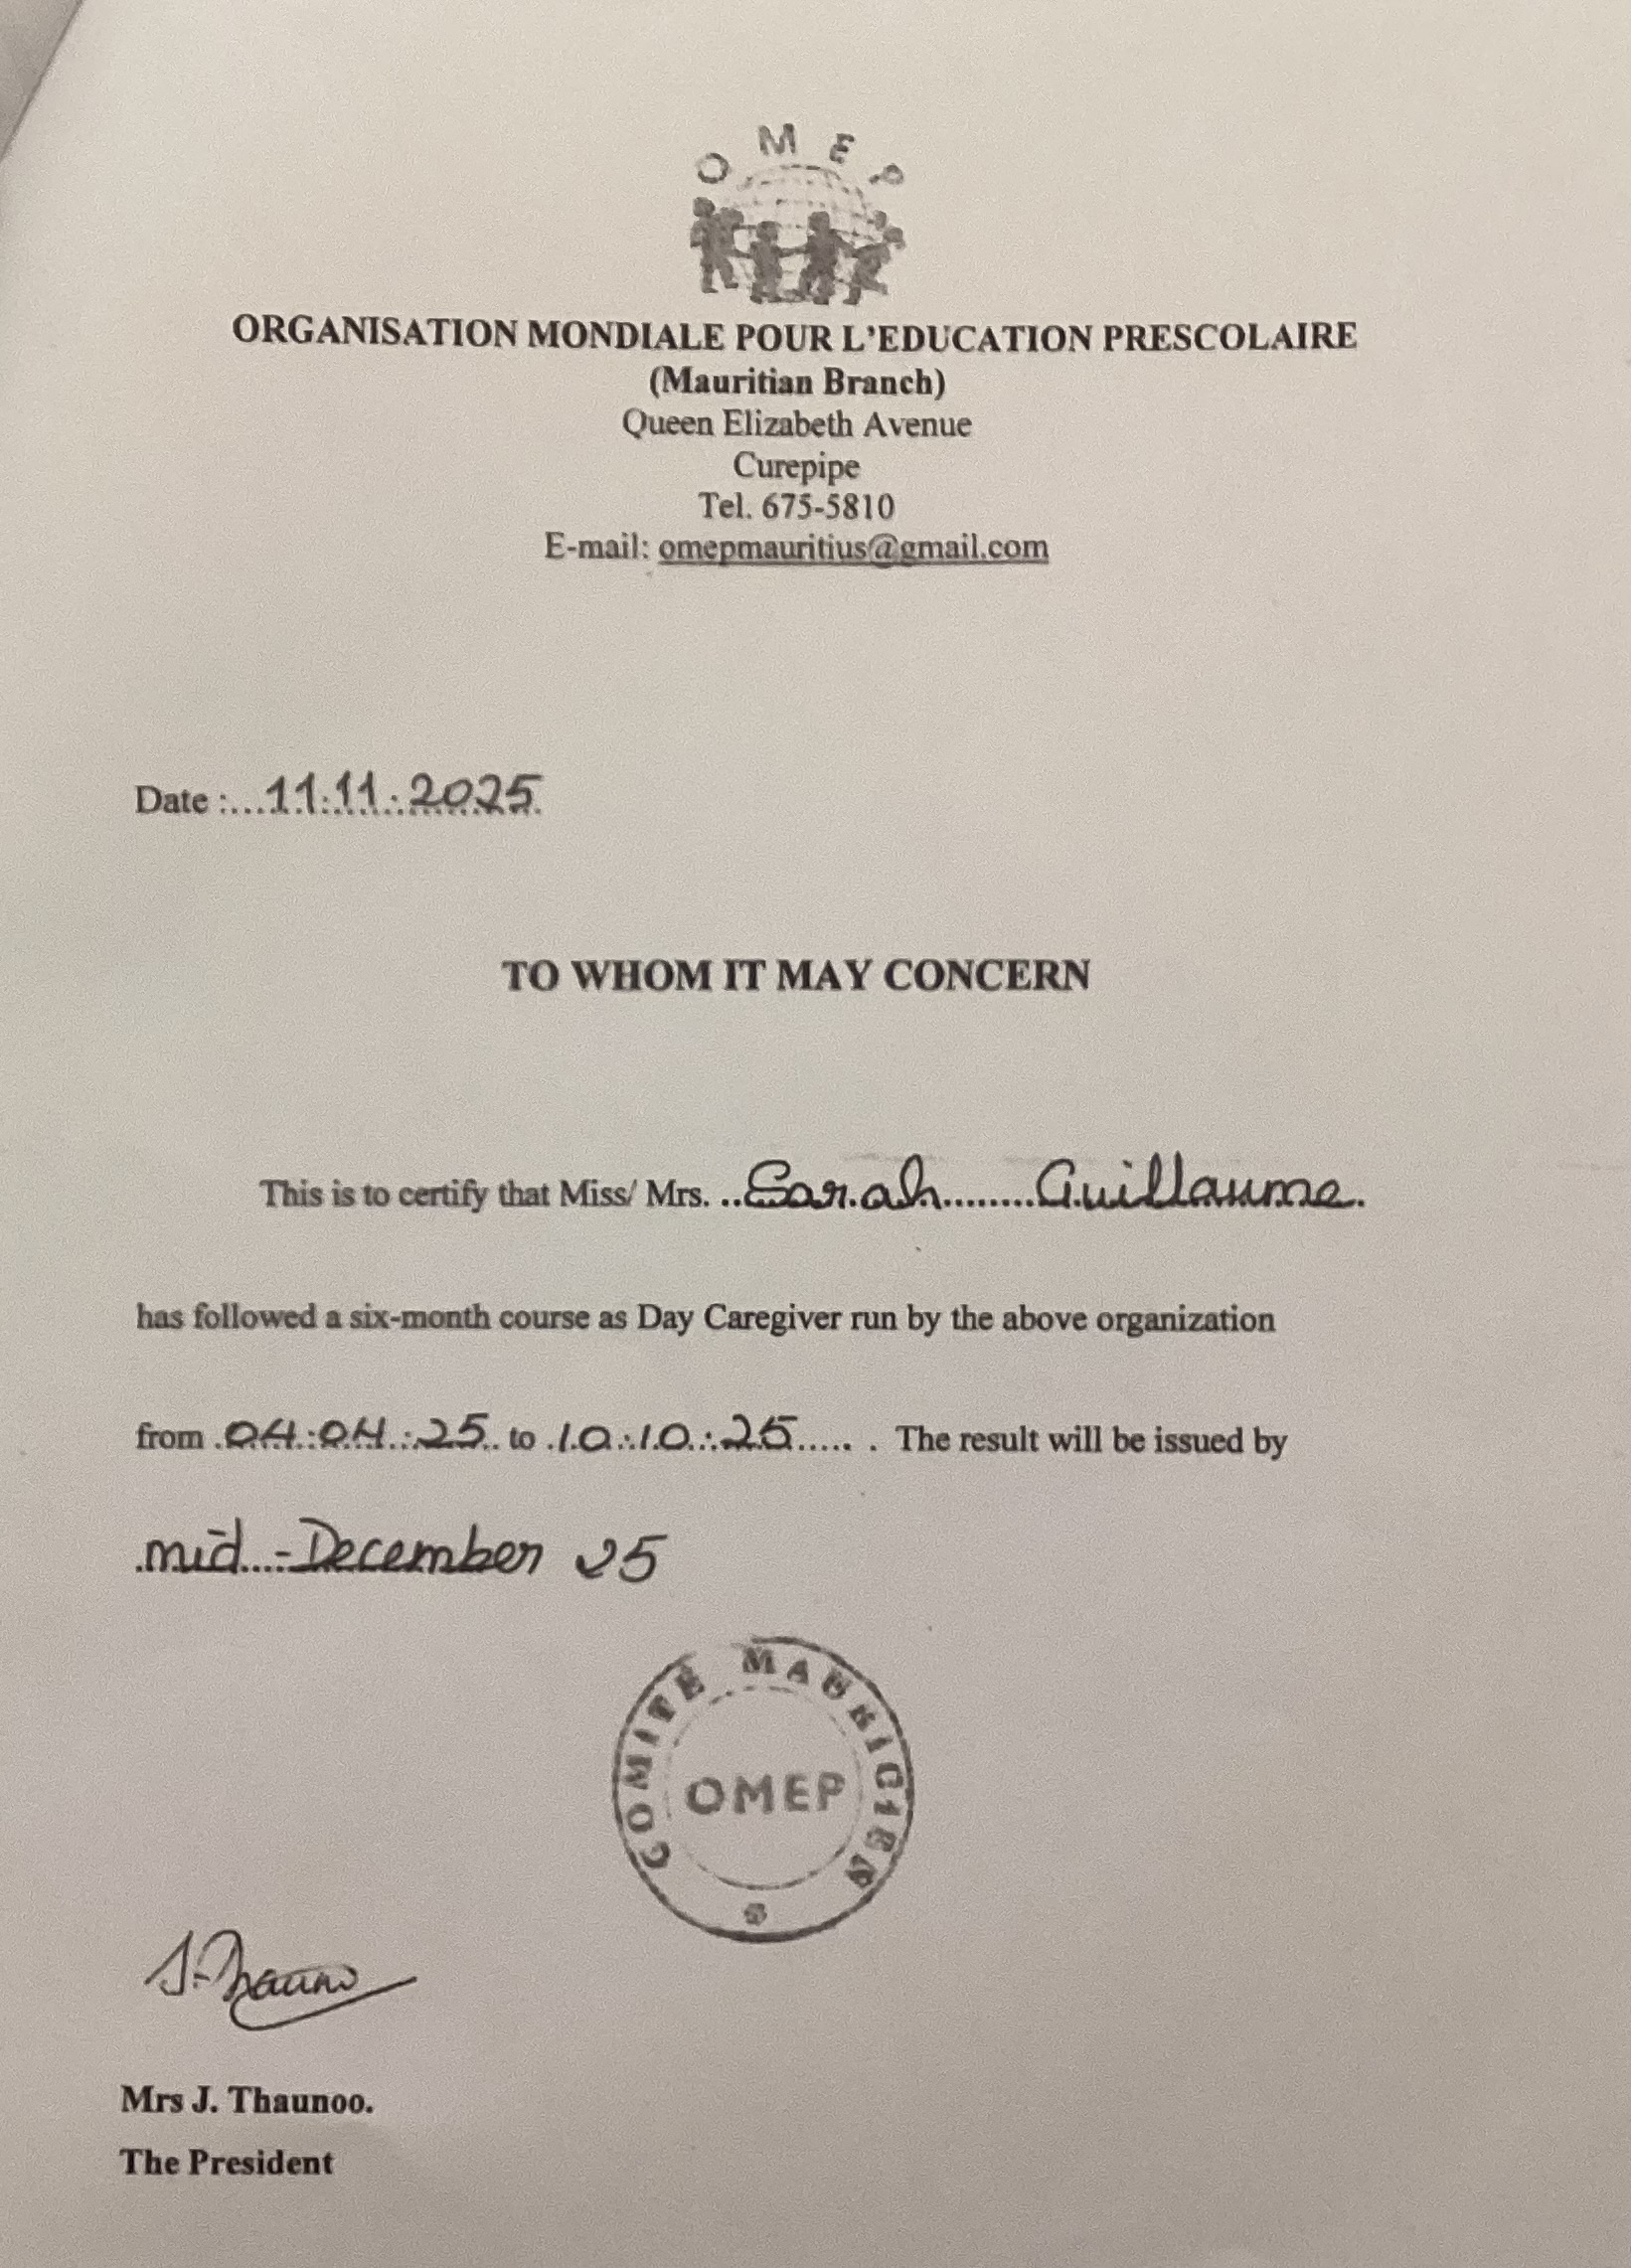 OMEP
ORGANISATION MONDIALE POUR L'EDUCATION PRESCOLAIRE
(Mauritian Branch)
Queen Elizabeth Avenue
Curepipe
Tel. 675-5810
E-mail: omepmauritius@gmail.com
Date :...11.11.2025
TO WHOM IT MAY CONCERN
This is to certify that Miss/ Mrs. ..Sarah........Guillaume.
has followed a six-month course as Day Caregiver run by the above organization
from .04.04.25.. to .10.10.25..... . The result will be issued by
mid - December 25
COMITE MAURICIEN
OMEP
J. Thaunoo
Mrs J. Thaunoo.
The President